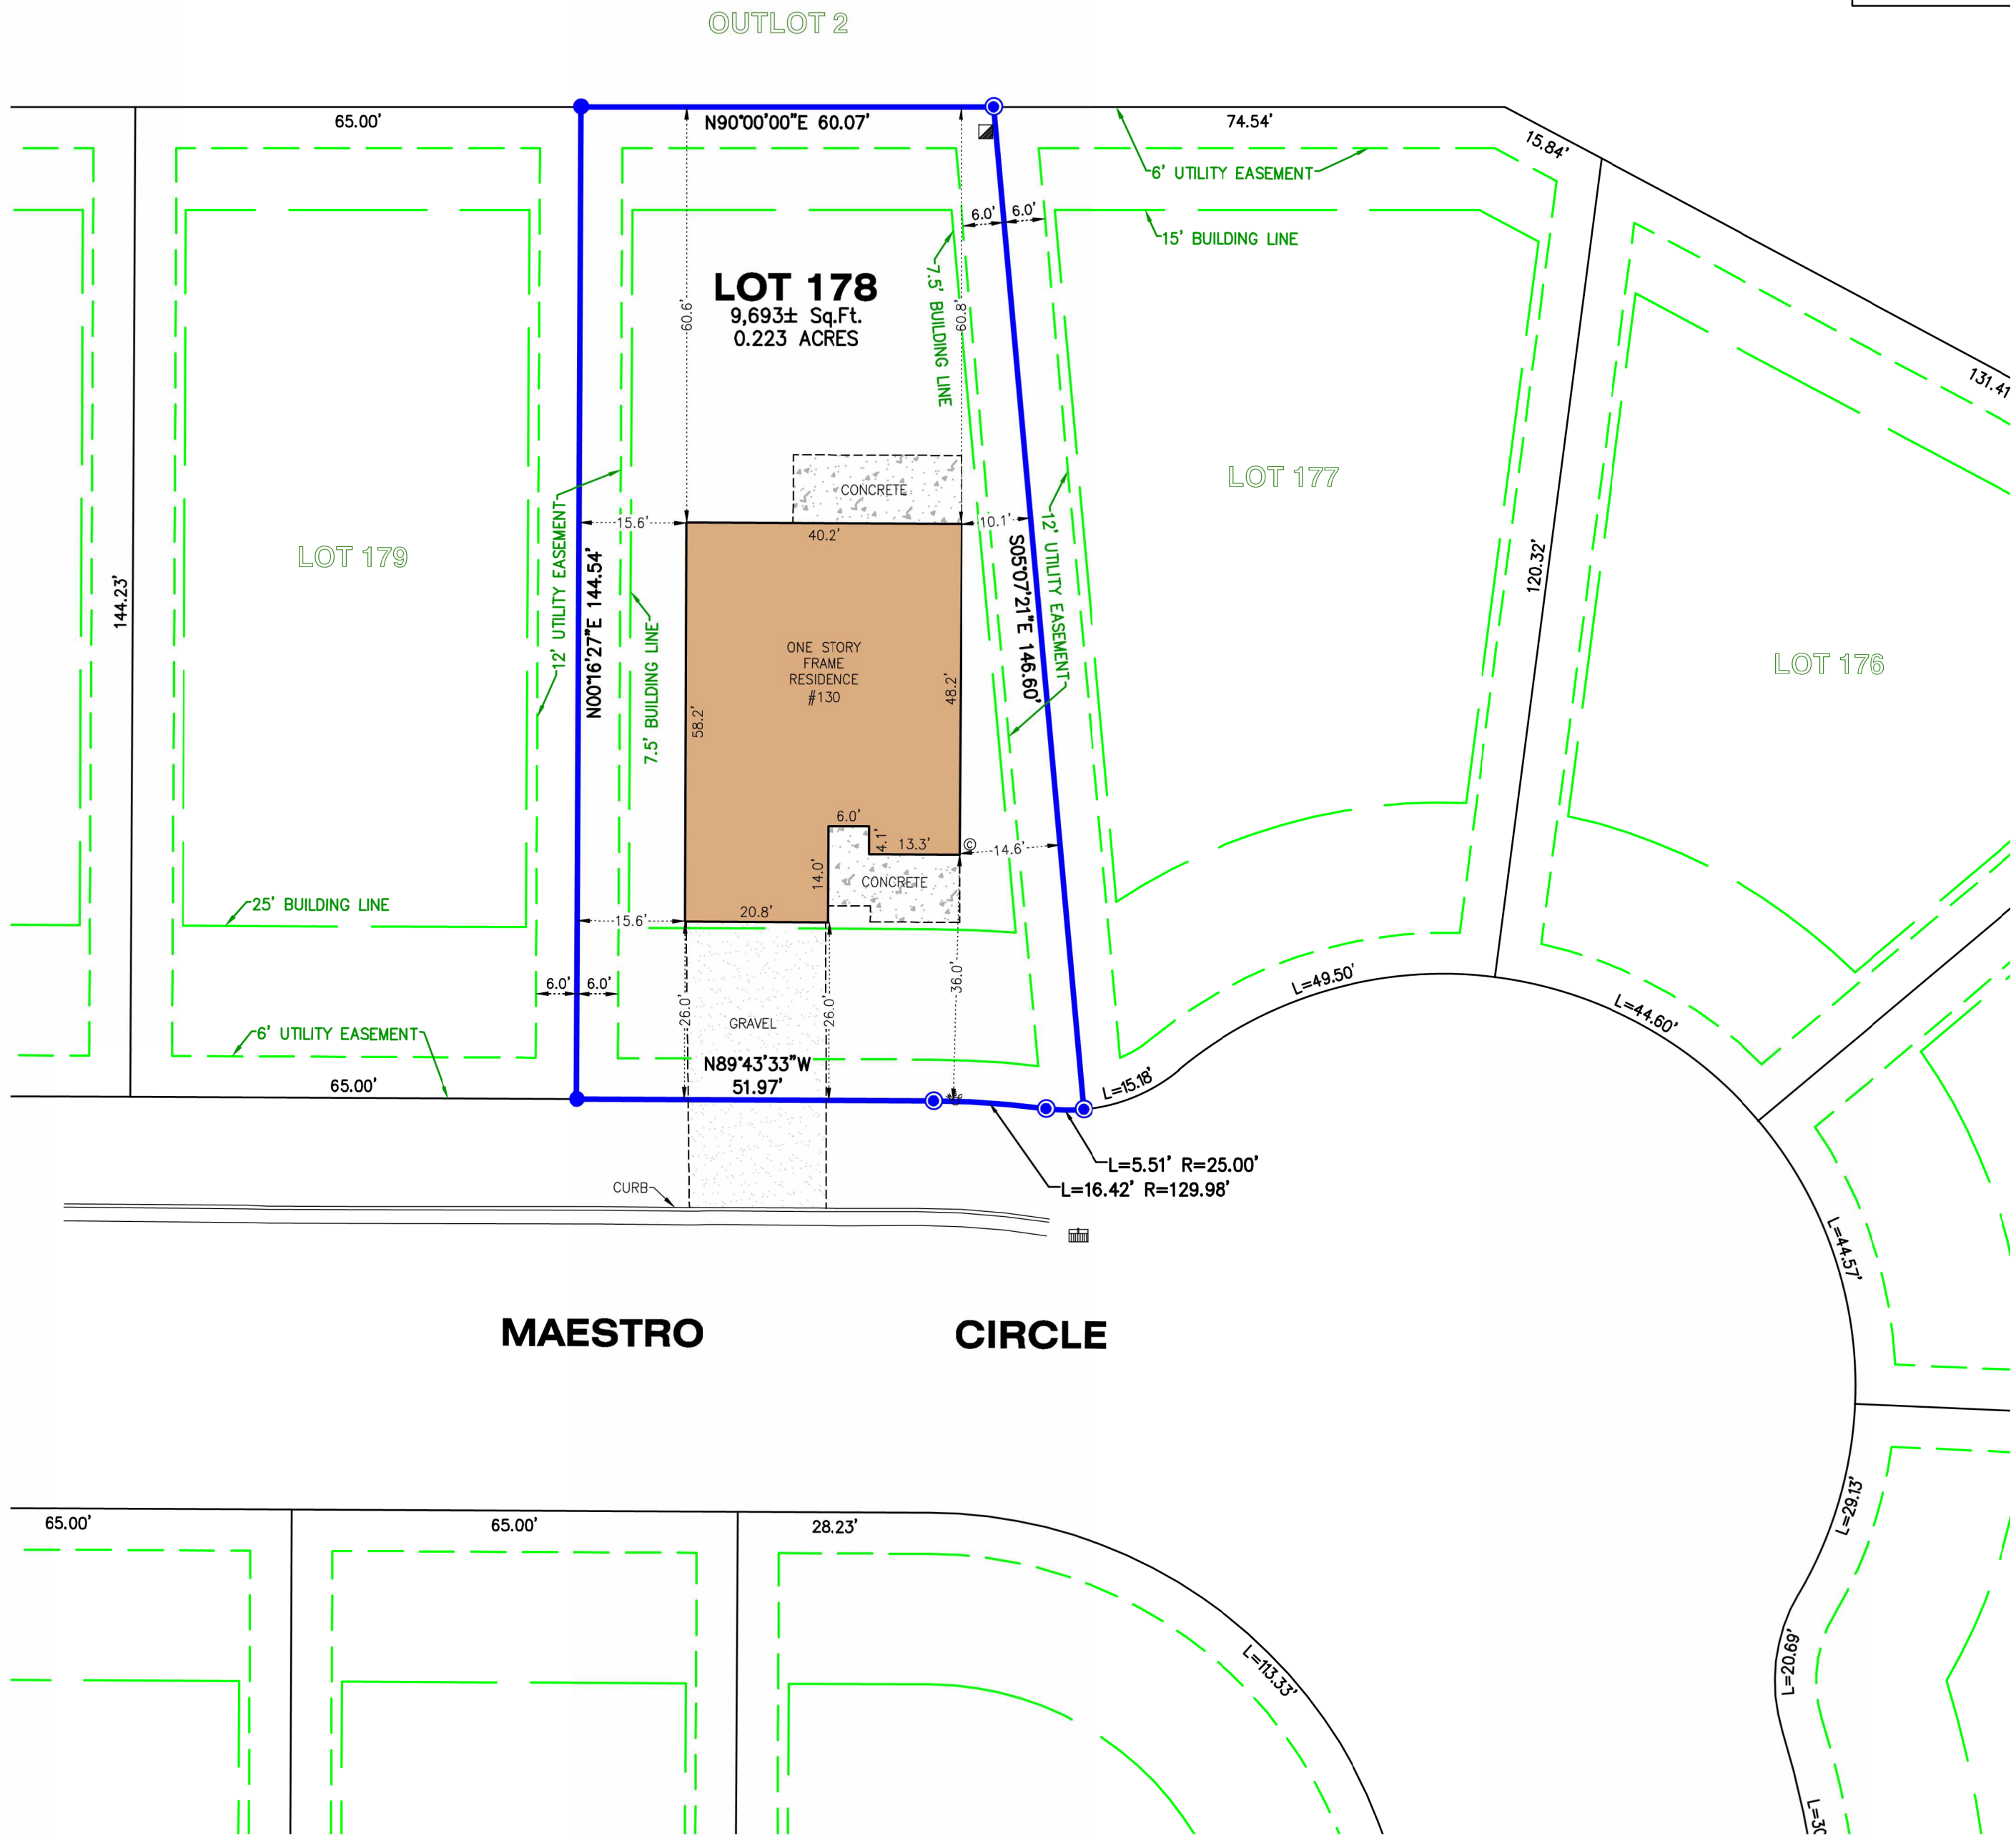 OUTLOT 2
65.00'
N90°00'00"E 60.07'
74.54'
15.84'
6' UTILITY EASEMENT
6.0'
6.0'
15' BUILDING LINE
LOT 178
9,693± Sq.Ft.
0.223 ACRES
60.6'
7.5' BUILDING LINE
60.8'
131.41
LOT 177
CONCRETE
15.6'
40.2'
10.1'
LOT 179
12' UTILITY EASEMENT
N00°16'27"E 144.54'
S05°07'21"E 146.60'
12' UTILITY EASEMENT
120.32'
144.23'
ONE STORY
FRAME
RESIDENCE
#130
LOT 176
7.5' BUILDING LINE
58.2'
48.2'
6.0'
4.1'
13.3'
©
14.6'
14.0'
CONCRETE
25' BUILDING LINE
20.8'
15.6'
6.0'
6.0'
26.0'
26.0'
36.0'
GRAVEL
L=49.50'
L=44.60'
6' UTILITY EASEMENT
65.00'
N89°43'33"W
51.97'
L=15.18'
L=5.51' R=25.00'
L=16.42' R=129.98'
CURB
L=44.57'
MAESTRO CIRCLE
65.00'
65.00'
28.23'
L=29.13'
L=20.69'
L=113.33'
L=30